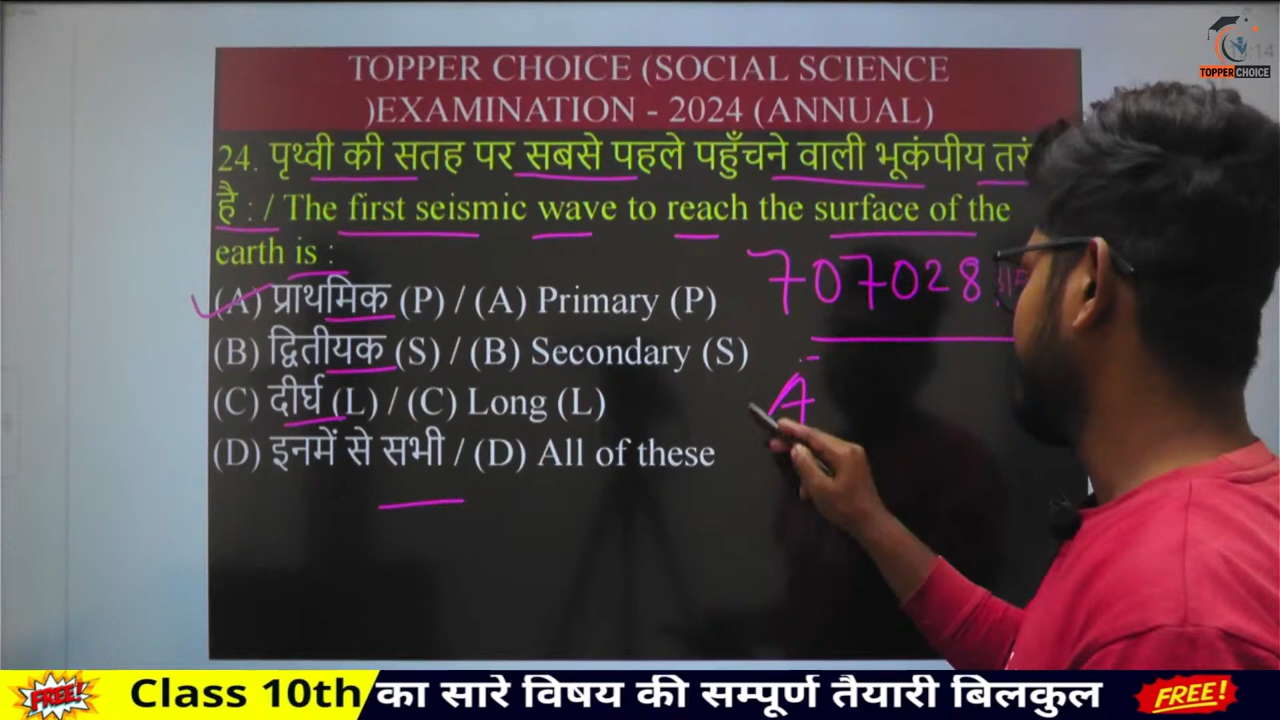 TOPPER CHOICE
TOPPER CHOICE (SOCIAL SCIENCE
)EXAMINATION - 2024 (ANNUAL)
24. पृथ्वी की सतह पर सबसे पहले पहुँचने वाली भूकंपीय
है : / The first seismic wave to reach the surface of the
earth is :
707028
(A) प्राथमिक (P) / (A) Primary (P)
(B) द्वितीयक (S) / (B) Secondary (S)
A
(C) दीर्घ (L) / (C) Long (L)
(D) इनमें से सभी / (D) All of these
FREE! Class 10th का सारे विषय की सम्पूर्ण तैयारी बिलकुल FREE!